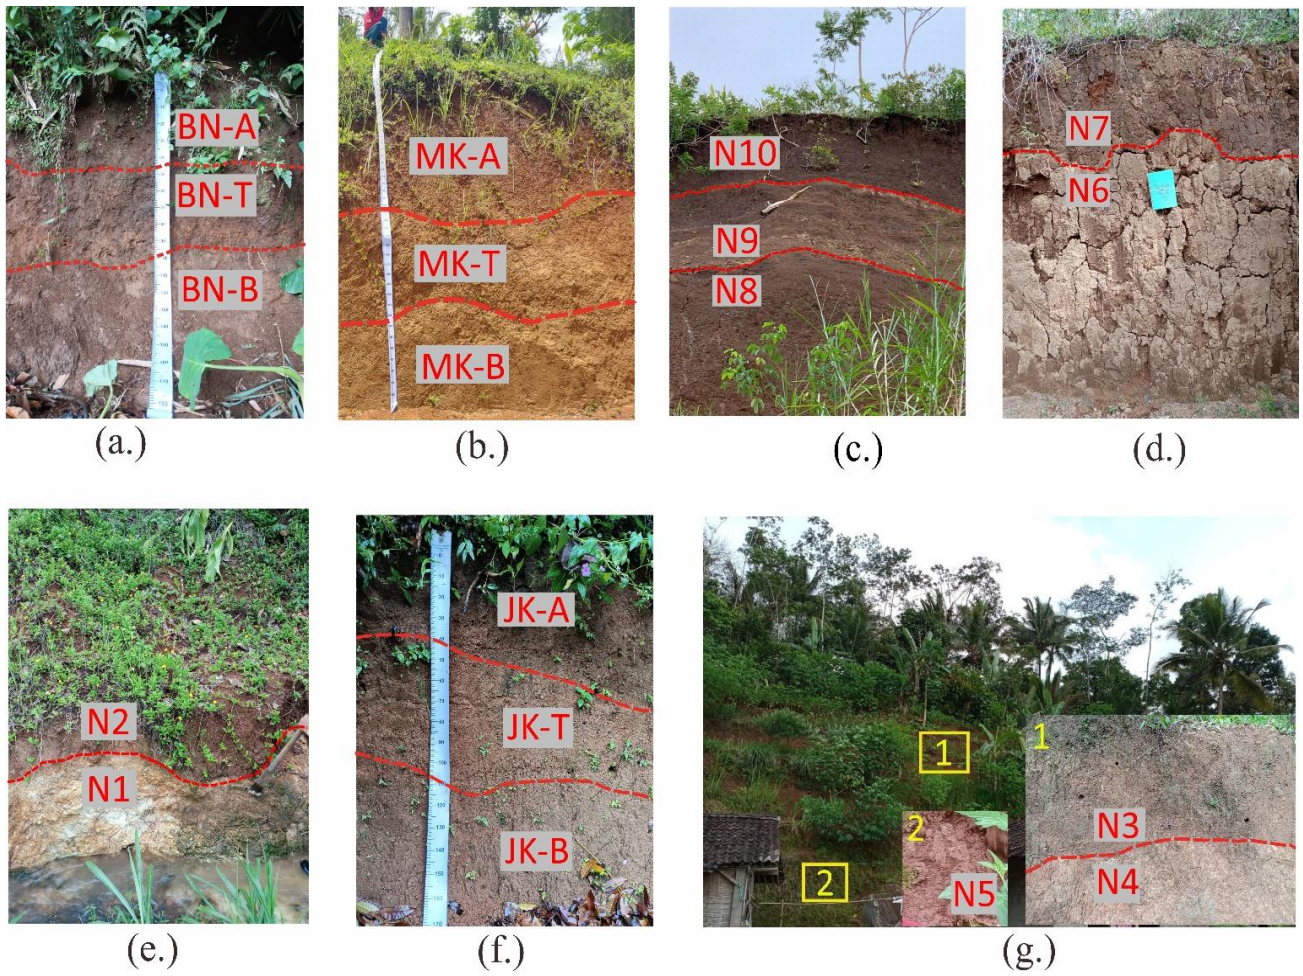 BN-A
BN-T
BN-B
(a.)
MK-A
MK-T
MK-B
(b.)
N10
N9
N8
(c.)
N7
N6
(d.)
N2
N1
(e.)
JK-A
JK-T
JK-B
(f.)
1
2
1
2
N5
N3
N4
(g.)